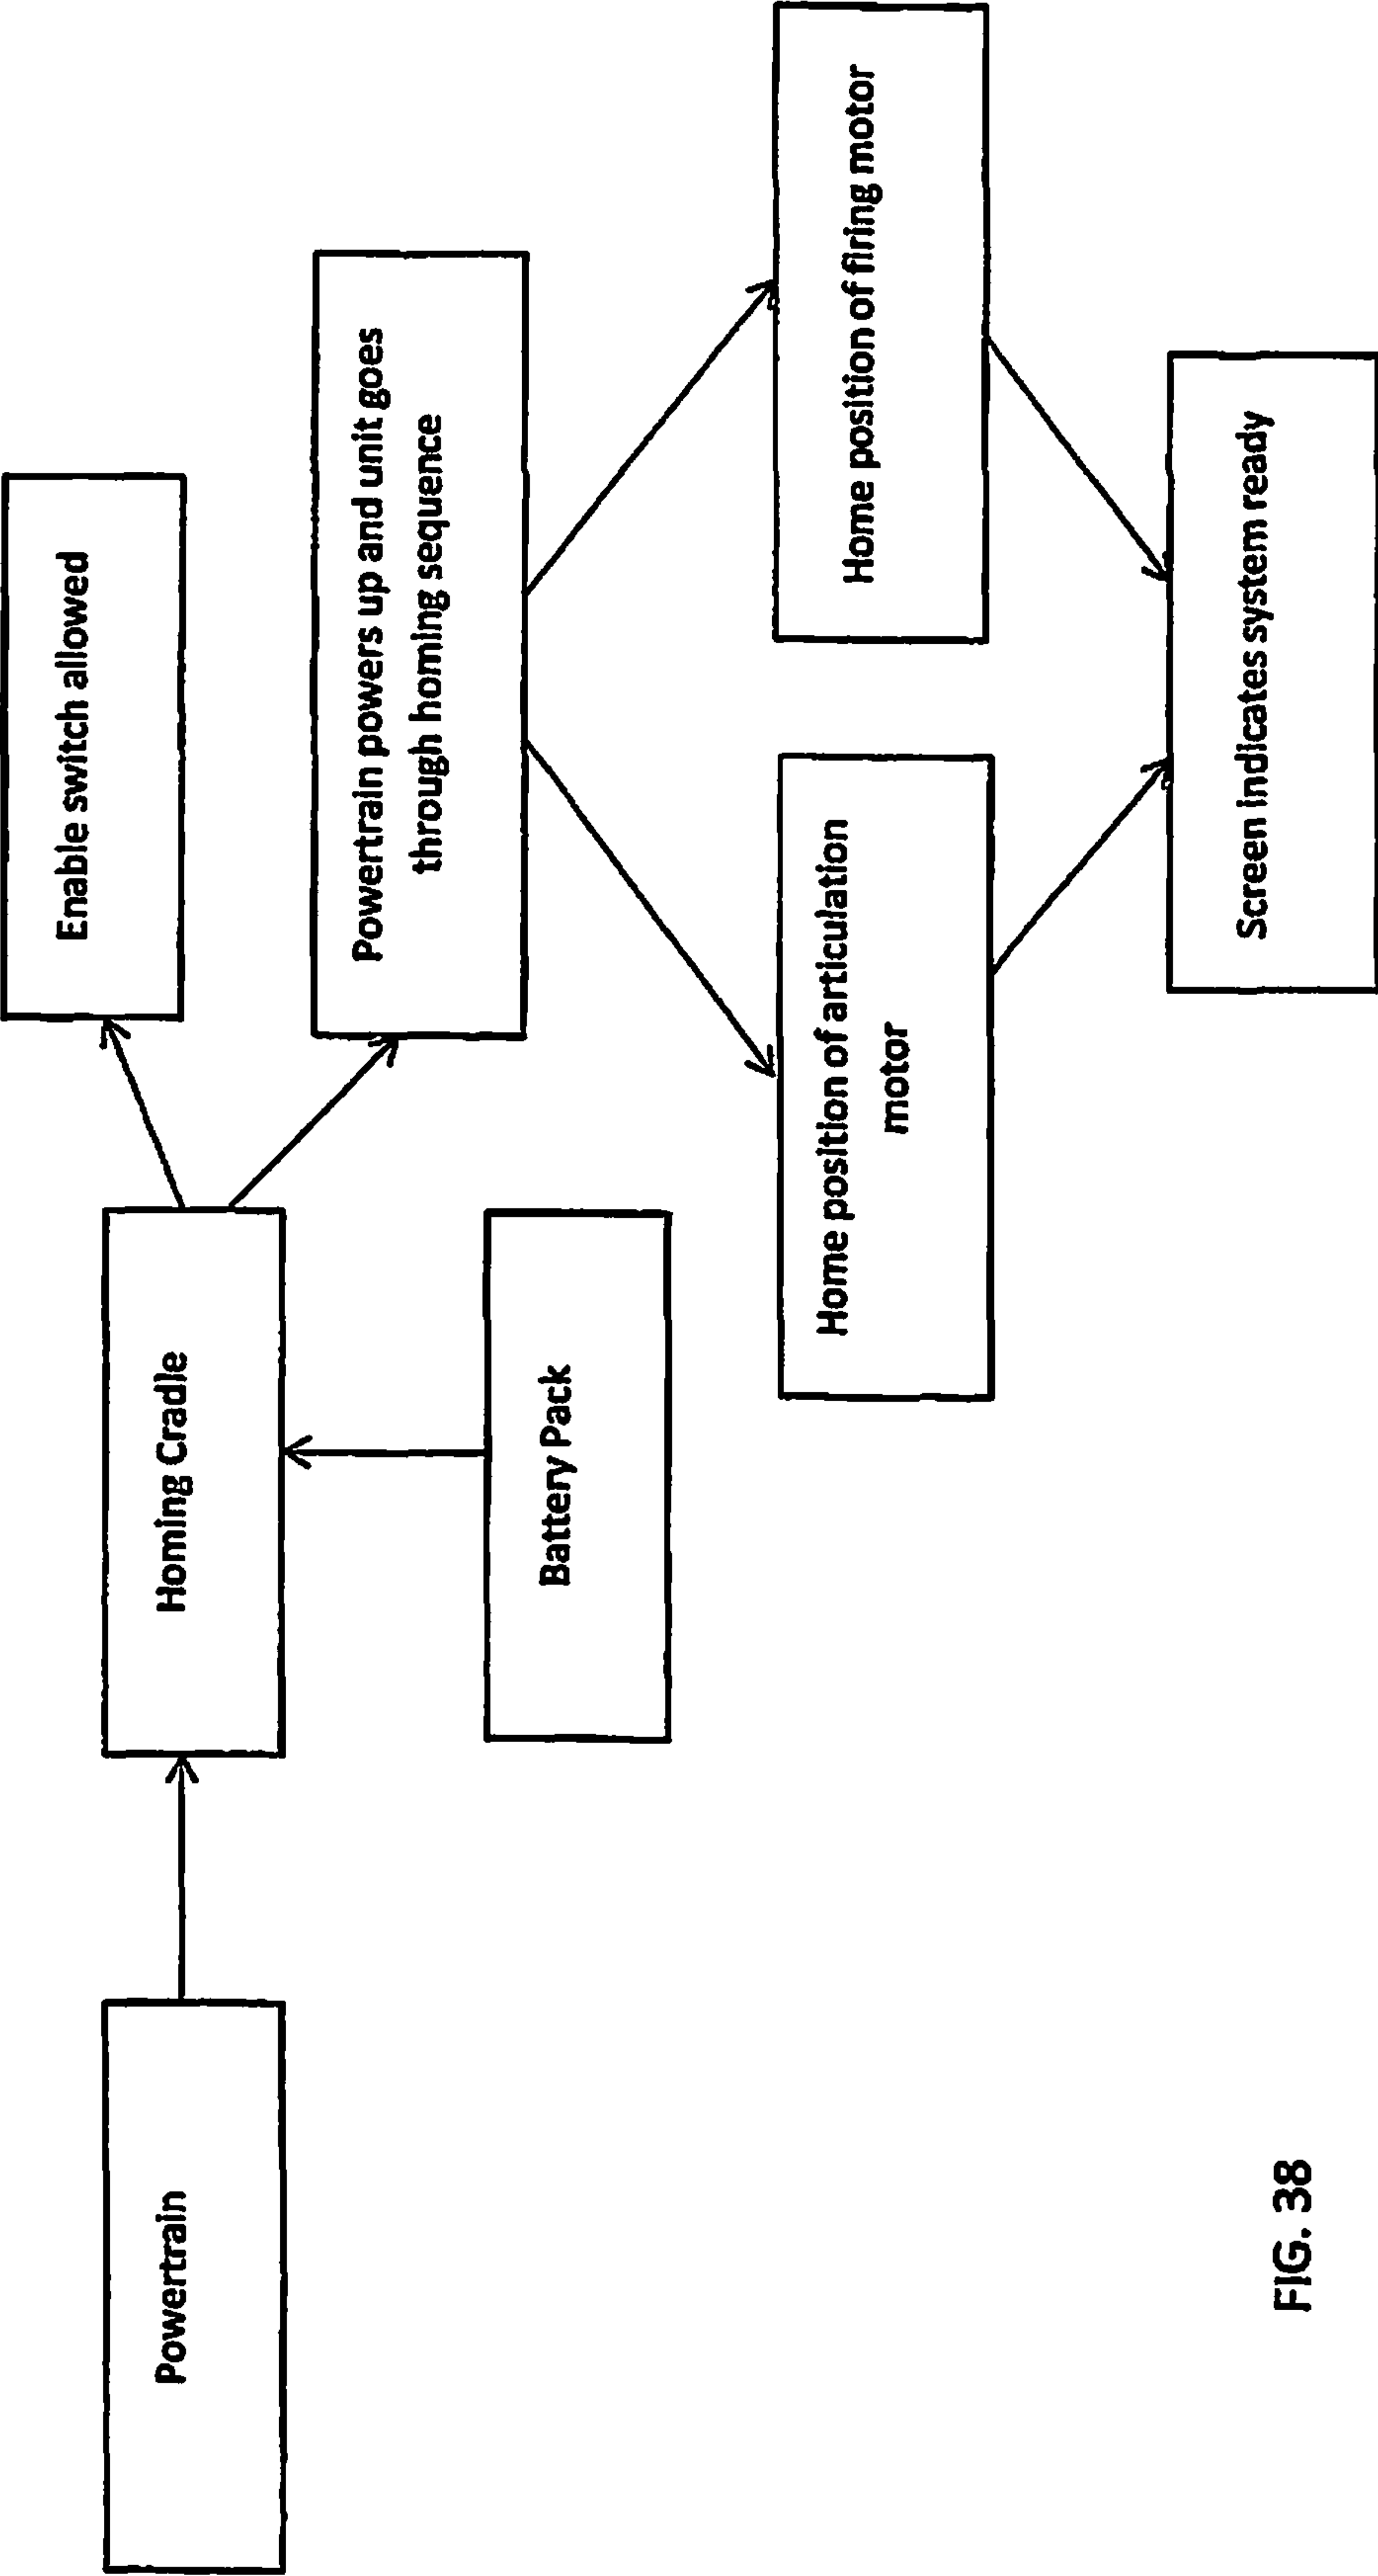 Powertrain
Homing Cradle
Enable switch allowed
Battery Pack
Powertrain powers up and unit goes
through homing sequence
Home position of articulation
motor
Home position of firing motor
Screen indicates system ready
FIG. 38